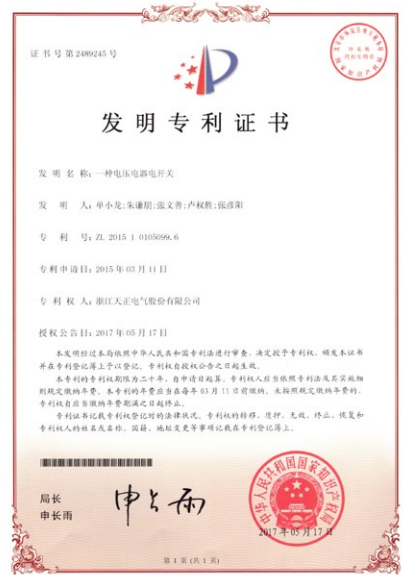 证书号第2489245号
发明专利证书
发明名称：一种电压电器电开关
发明人：单小龙;朱谦朋;张文善;卢权胜;张彦阳
专利号：ZL 2015 1 0105099.6
专利申请日：2015年03月11日
专利权人：浙江天正电气股份有限公司
授权公告日：2017年05月17日
本发明经过本局依照中华人民共和国专利法进行审查，决定授予专利权，颁发本证书
并在专利登记簿上予以登记。专利权自授权公告之日起生效。
本专利的专利权期限为二十年，自申请日起算。专利权人应当依照专利法及其实施细
则规定缴纳年费。本专利的年费应当在每年03月11日前缴纳。未按照规定缴纳年费的，
专利权自应当缴纳年费期满之日起终止。
专利证书记载专利权登记时的法律状况。专利权的转移、质押、无效、终止、恢复和
专利权人的姓名或名称、国籍、地址变更等事项记载在专利登记簿上。
局长
申长雨
申长雨
中华人民共和国国家知识产权局
2017年05月17日
第1页(共1页)